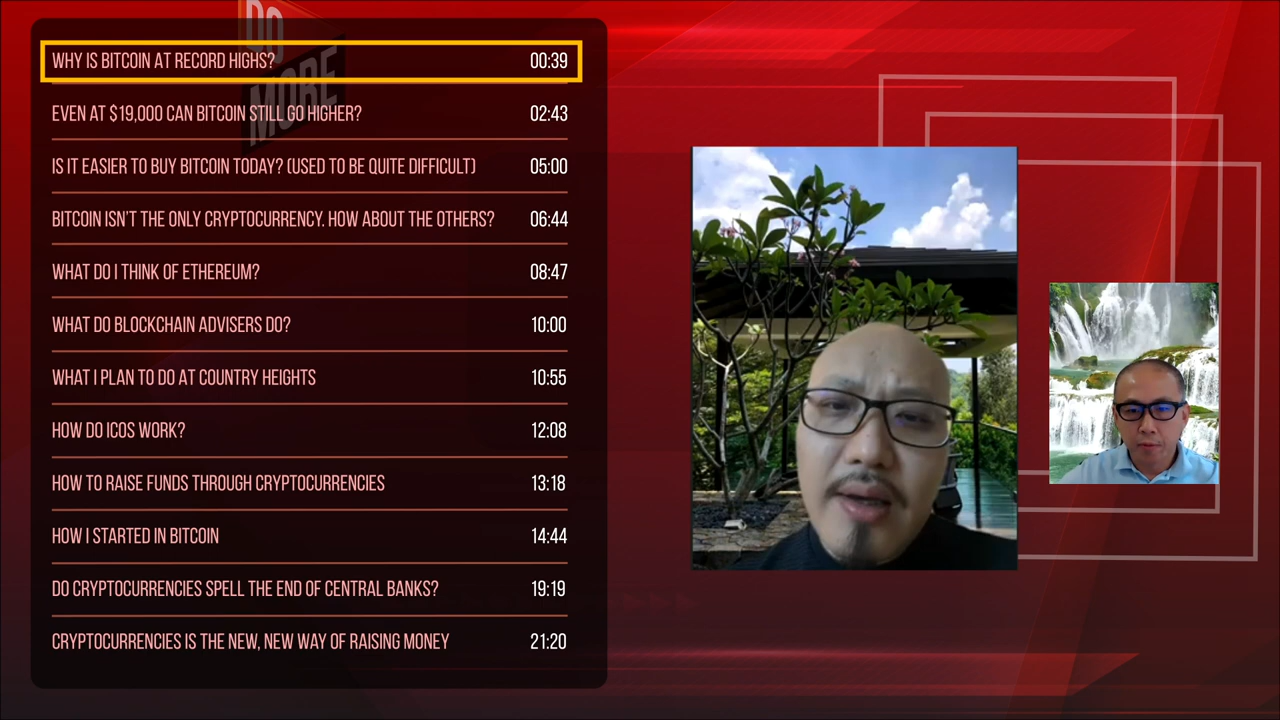 DO
MORE
WHY IS BITCOIN AT RECORD HIGHS? 00:39
EVEN AT $19,000 CAN BITCOIN STILL GO HIGHER? 02:43
IS IT EASIER TO BUY BITCOIN TODAY? (USED TO BE QUITE DIFFICULT) 05:00
BITCOIN ISN'T THE ONLY CRYPTOCURRENCY. HOW ABOUT THE OTHERS? 06:44
WHAT DO I THINK OF ETHEREUM? 08:47
WHAT DO BLOCKCHAIN ADVISERS DO? 10:00
WHAT I PLAN TO DO AT COUNTRY HEIGHTS 10:55
HOW DO ICOS WORK? 12:08
HOW TO RAISE FUNDS THROUGH CRYPTOCURRENCIES 13:18
HOW I STARTED IN BITCOIN 14:44
DO CRYPTOCURRENCIES SPELL THE END OF CENTRAL BANKS? 19:19
CRYPTOCURRENCIES IS THE NEW, NEW WAY OF RAISING MONEY 21:20